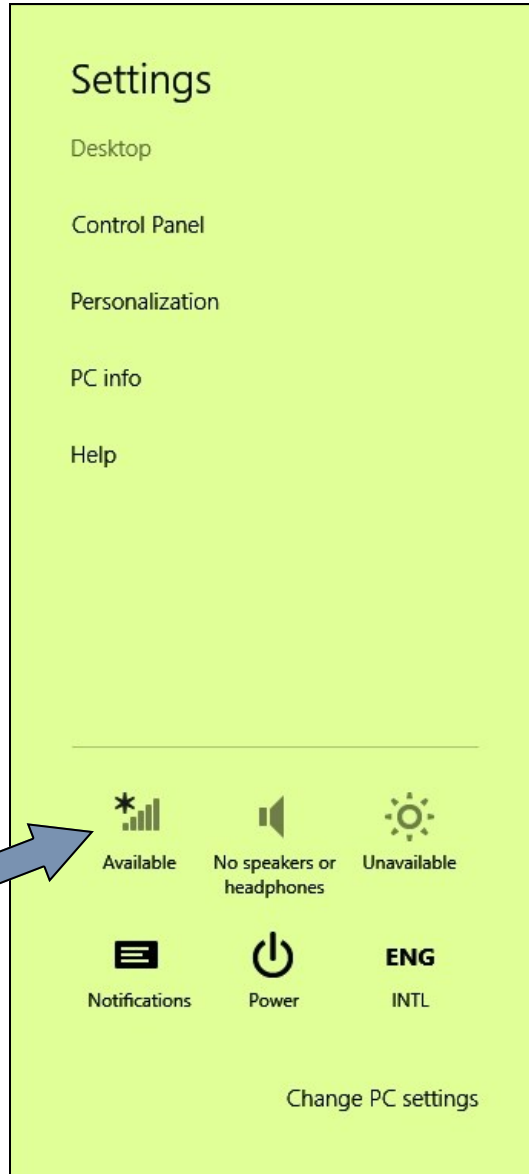 Settings
Desktop
Control Panel
Personalization
PC info
Help
Available
No speakers or
headphones
Unavailable
Notifications
Power
ENG
INTL
Change PC settings